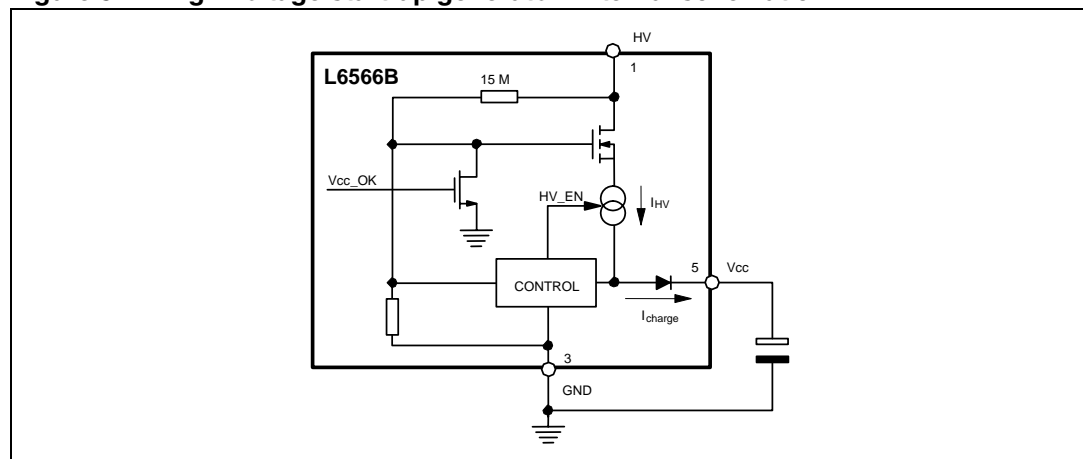 HV
1
L6566B
15 M
Vcc_OK
HV_EN
IHV
CONTROL
5
Vcc
Icharge
3
GND